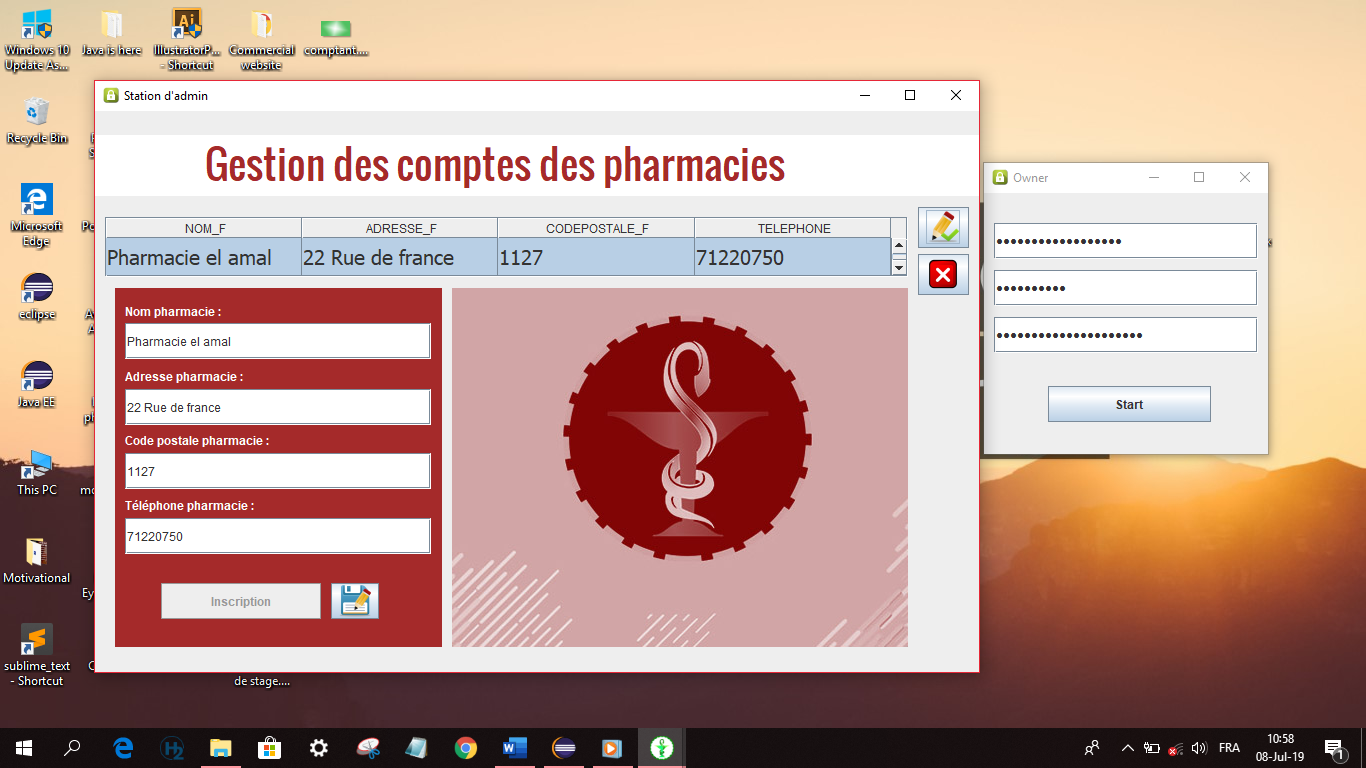 Windows 10 Update As...
Java is here
IllustratorP... - Shortcut
Commercial website
comptant....
Recycle Bin
Microsoft Edge
eclipse
Java EE
This PC
Motivational
sublime_text - Shortcut
de stage....
Station d'admin
Gestion des comptes des pharmacies
NOM_F ADRESSE_F CODEPOSTALE_F TELEPHONE
Pharmacie el amal 22 Rue de france 1127 71220750
Nom pharmacie :
Pharmacie el amal
Adresse pharmacie :
22 Rue de france
Code postale pharmacie :
1127
Téléphone pharmacie :
71220750
Inscription
Owner
Start
FRA
10:58
08-Jul-19
1